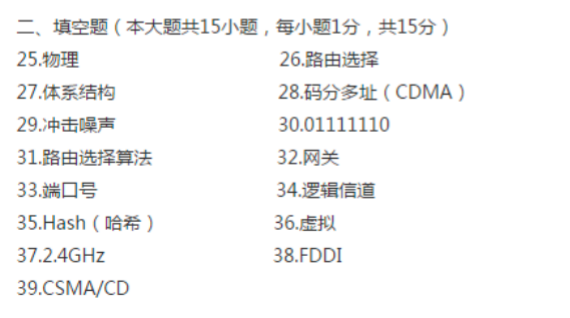 二、填空题（本大题共15小题，每小题1分，共15分）
25.物理 26.路由选择
27.体系结构 28.码分多址（CDMA）
29.冲击噪声 30.01111110
31.路由选择算法 32.网关
33.端口号 34.逻辑信道
35.Hash（哈希） 36.虚拟
37.2.4GHz 38.FDDI
39.CSMA/CD